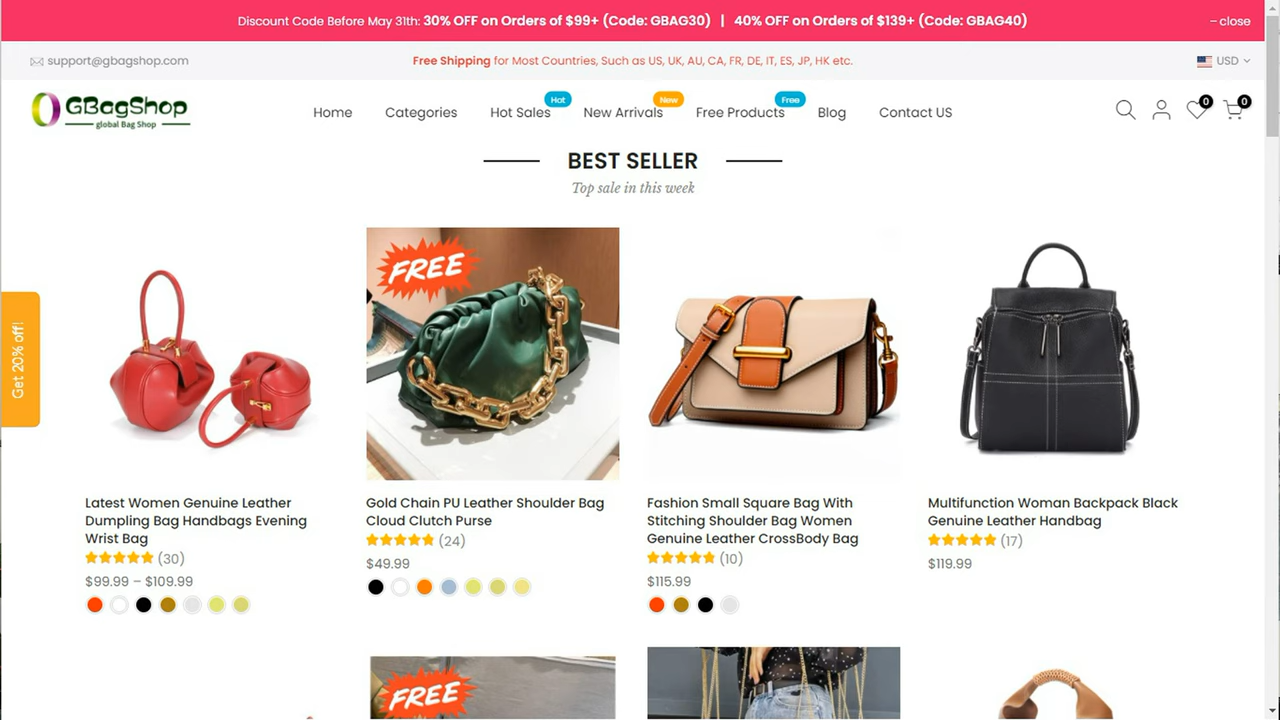 Discount Code Before May 31th: 30% OFF on Orders of $99+ (Code: GBAG30) | 40% OFF on Orders of $139+ (Code: GBAG40)
– close
support@gbagshop.com
Free Shipping for Most Countries, Such as US, UK, AU, CA, FR, DE, IT, ES, JP, HK etc.
USD
GBagShop
global Bag Shop
Home
Categories
Hot Sales
Hot
New Arrivals
New
Free Products
Free
Blog
Contact US
0
0
BEST SELLER
Top sale in this week
Get 20% off!
FREE
Latest Women Genuine Leather
Dumpling Bag Handbags Evening
Wrist Bag
(30)
$99.99 – $109.99
Gold Chain PU Leather Shoulder Bag
Cloud Clutch Purse
(24)
$49.99
Fashion Small Square Bag With
Stitching Shoulder Bag Women
Genuine Leather CrossBody Bag
(10)
$115.99
Multifunction Woman Backpack Black
Genuine Leather Handbag
(17)
$119.99
FREE